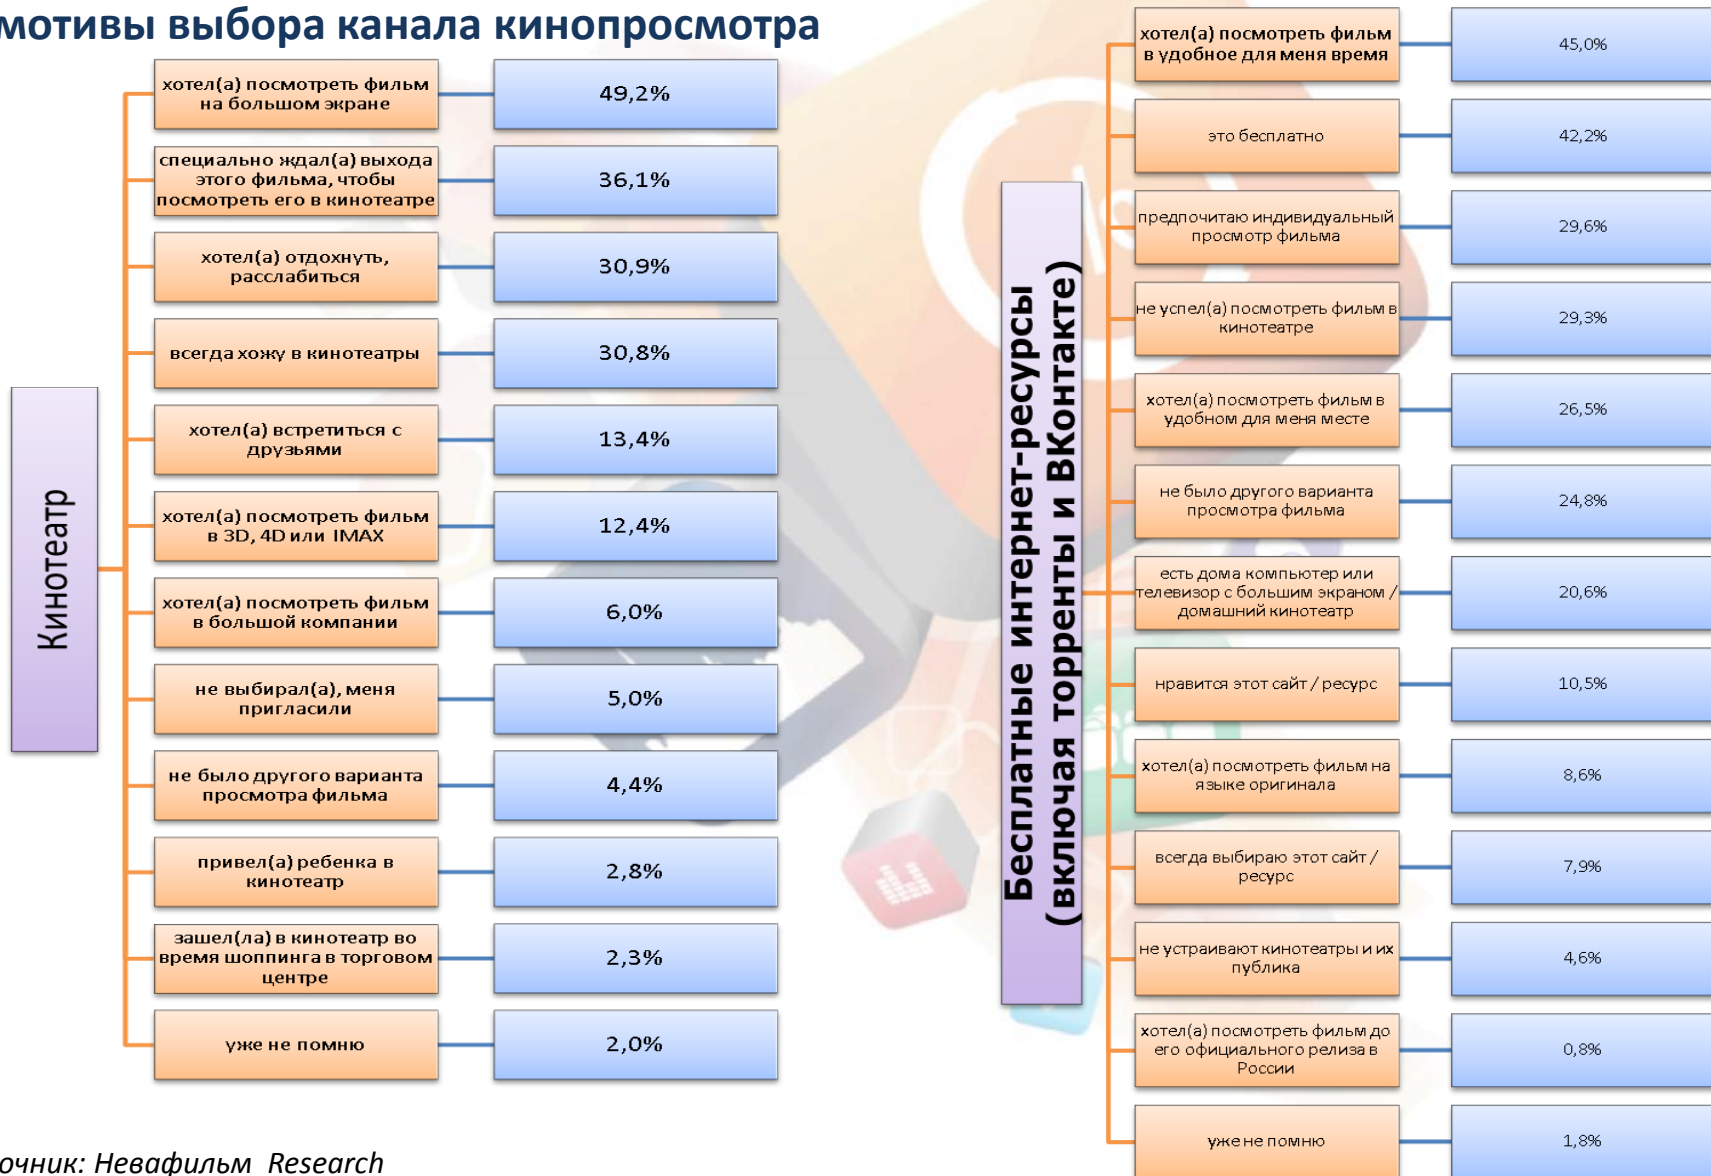 мотивы выбора канала кинопросмотра
Кинотеатр
хотел(а) посмотреть фильм
на большом экране
49,2%
специально ждал(а) выхода
этого фильма, чтобы
посмотреть его в кинотеатре
36,1%
хотел(а) отдохнуть,
расслабиться
30,9%
всегда хожу в кинотеатры
30,8%
хотел(а) встретиться с
друзьями
13,4%
хотел(а) посмотреть фильм
в 3D, 4D или IMAX
12,4%
хотел(а) посмотреть фильм
в большой компании
6,0%
не выбирал(а), меня
пригласили
5,0%
не было другого варианта
просмотра фильма
4,4%
привел(а) ребенка в
кинотеатр
2,8%
зашел(ла) в кинотеатр во
время шоппинга в торговом
центре
2,3%
уже не помню
2,0%
Бесплатные интернет-ресурсы
(включая торренты и ВКонтакте)
хотел(а) посмотреть фильм
в удобное для меня время
45,0%
это бесплатно
42,2%
предпочитаю индивидуальный
просмотр фильма
29,6%
не успел(а) посмотреть фильм в
кинотеатре
29,3%
хотел(а) посмотреть фильм в
удобном для меня месте
26,5%
не было другого варианта
просмотра фильма
24,8%
есть дома компьютер или
телевизор с большим экраном /
домашний кинотеатр
20,6%
нравится этот сайт / ресурс
10,5%
хотел(а) посмотреть фильм на
языке оригинала
8,6%
всегда выбираю этот сайт /
ресурс
7,9%
не устраивают кинотеатры и их
публика
4,6%
хотел(а) посмотреть фильм до
его официального релиза в
России
0,8%
уже не помню
1,8%
очник: Невафильм Research